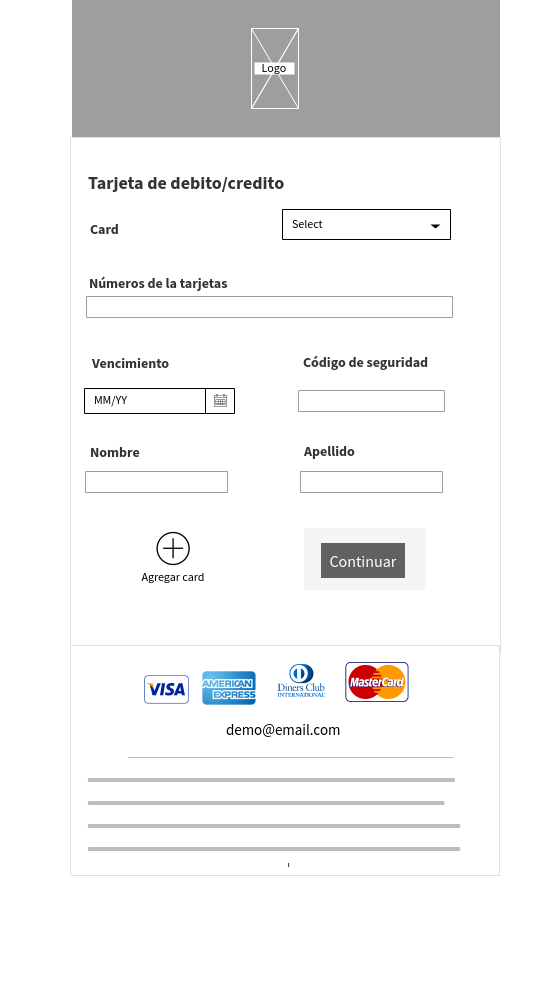 Logo
Tarjeta de debito/credito
Card
Select
Números de la tarjetas
Vencimiento
Código de seguridad
MM/YY
Nombre
Apellido
Agregar card
Continuar
VISA
AMERICAN
EXPRESS
Diners Club
INTERNATIONAL
MasterCard
demo@email.com